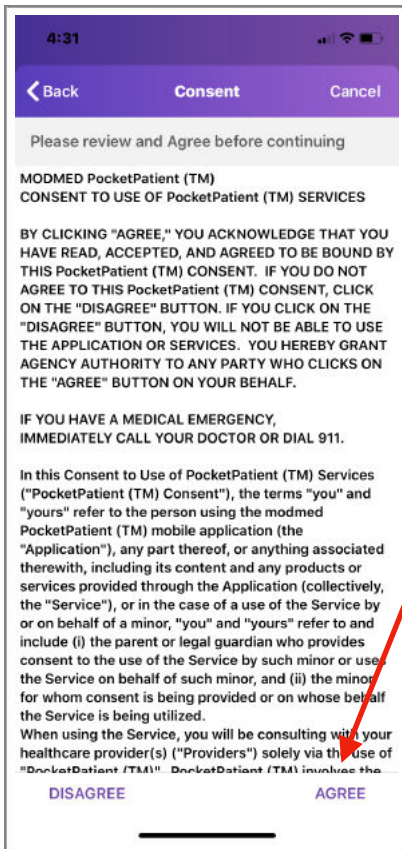 4:31
Back Consent Cancel
Please review and Agree before continuing
MODMED PocketPatient (TM)
CONSENT TO USE OF PocketPatient (TM) SERVICES
BY CLICKING "AGREE," YOU ACKNOWLEDGE THAT YOU
HAVE READ, ACCEPTED, AND AGREED TO BE BOUND BY
THIS PocketPatient (TM) CONSENT. IF YOU DO NOT
AGREE TO THIS PocketPatient (TM) CONSENT, CLICK
ON THE "DISAGREE" BUTTON. IF YOU CLICK ON THE
"DISAGREE" BUTTON, YOU WILL NOT BE ABLE TO USE
THE APPLICATION OR SERVICES. YOU HEREBY GRANT
AGENCY AUTHORITY TO ANY PARTY WHO CLICKS ON
THE "AGREE" BUTTON ON YOUR BEHALF.
IF YOU HAVE A MEDICAL EMERGENCY,
IMMEDIATELY CALL YOUR DOCTOR OR DIAL 911.
In this Consent to Use of PocketPatient (TM) Services
("PocketPatient (TM) Consent"), the terms "you" and
"yours" refer to the person using the modmed
PocketPatient (TM) mobile application (the
"Application"), any part thereof, or anything associated
therewith, including its content and any products or
services provided through the Application (collectively,
the "Service"), or in the case of a use of the Service by
or on behalf of a minor, "you" and "yours" refer to and
include (i) the parent or legal guardian who provides
consent to the use of the Service by such minor or uses
the Service on behalf of such minor, and (ii) the minor
for whom consent is being provided or on whose behalf
the Service is being utilized.
When using the Service, you will be consulting with your
healthcare provider(s) ("Providers") solely via the use of
"PocketPatient (TM)". PocketPatient (TM) involves the
DISAGREE AGREE